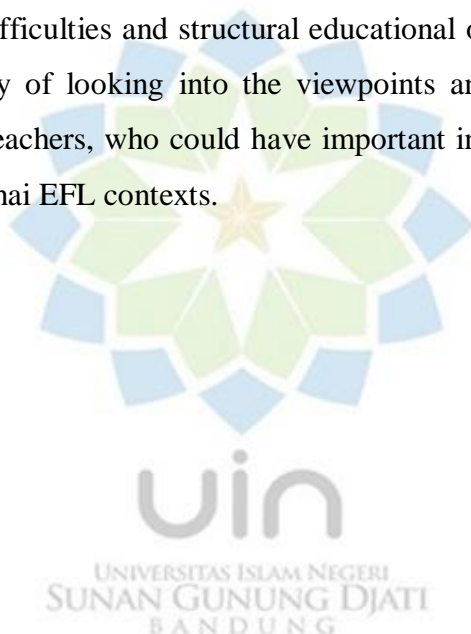 fficulties and structural educational o
y of looking into the viewpoints an
eachers, who could have important in
nai EFL contexts.
uin
UNIVERSITAS ISLAM NEGERI
SUNAN GUNUNG DJATI
BANDUNG